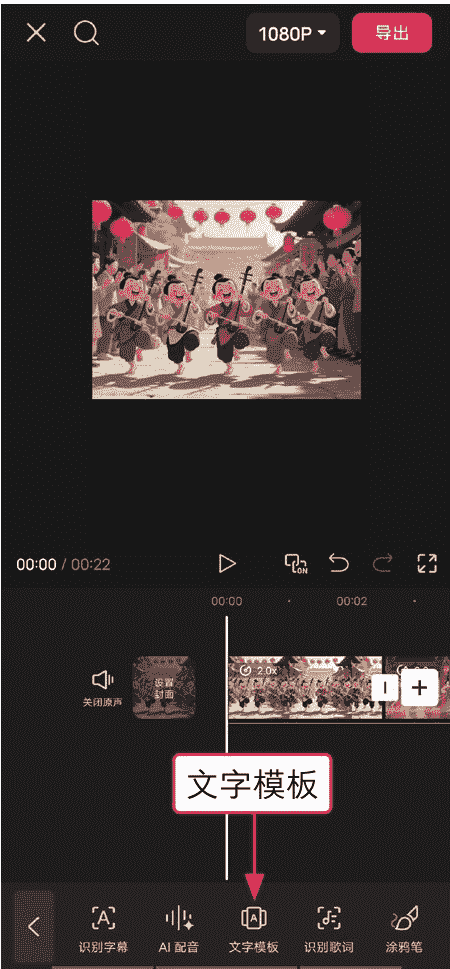 1080P
导出
00:00 / 00:22
ON
00:00
00:02
关闭原声
设置
封面
2.0x
文字模板
识别字幕
AI 配音
文字模板
识别歌词
涂鸦笔